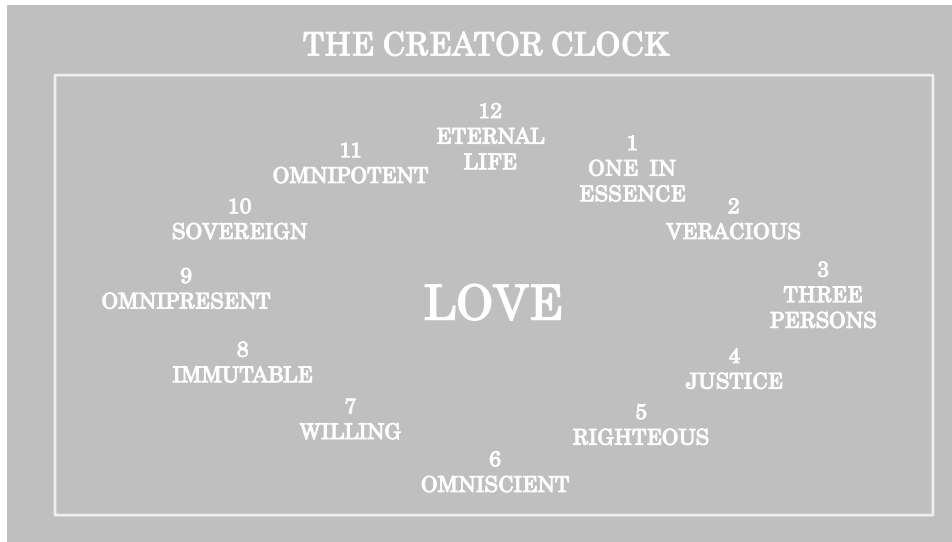 THE CREATOR CLOCK
12
ETERNAL
LIFE
1
ONE IN
ESSENCE
2
VERACIOUS
3
THREE
PERSONS
4
JUSTICE
5
RIGHTEOUS
6
OMNISCIENT
7
WILLING
8
IMMUTABLE
9
OMNIPRESENT
10
SOVEREIGN
11
OMNIPOTENT
LOVE